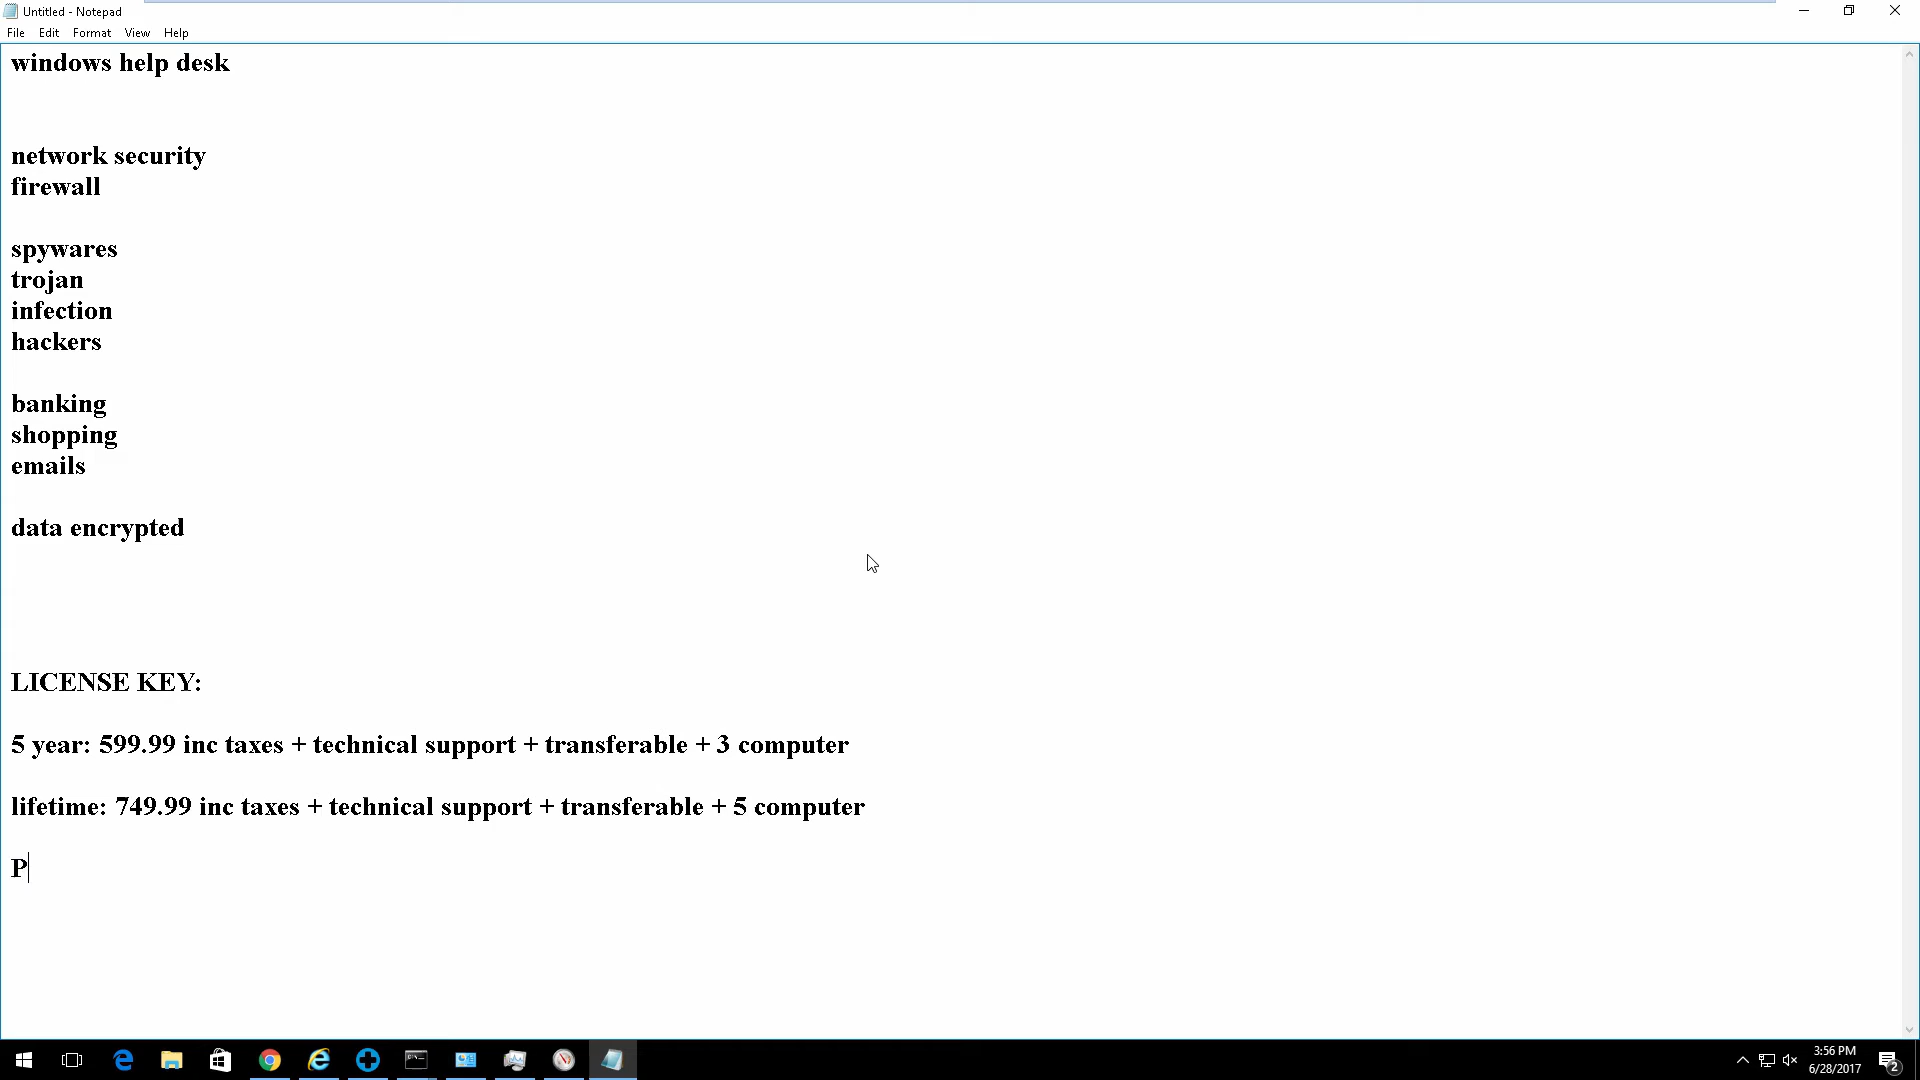 Untitled - Notepad
File Edit Format View Help
windows help desk
network security
firewall
spywares
trojan
infection
hackers
banking
shopping
emails
data encrypted
LICENSE KEY:
5 year: 599.99 inc taxes + technical support + transferable + 3 computer
lifetime: 749.99 inc taxes + technical support + transferable + 5 computer
P
3:56 PM
6/28/2017
2